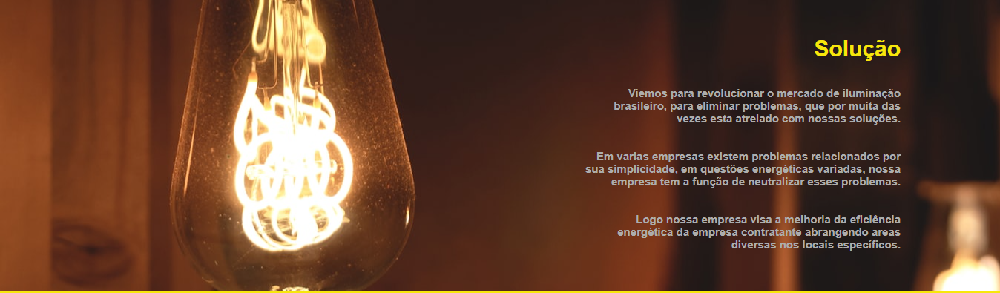 Solução
Viemos para revolucionar o mercado de iluminação
brasileiro, para eliminar problemas, que por muita das
vezes esta atrelado com nossas soluções.
Em varias empresas existem problemas relacionados por
sua simplicidade, em questões energéticas variadas, nossa
empresa tem a função de neutralizar esses problemas.
Logo nossa empresa visa a melhoria da eficiência
energética da empresa contratante abrangendo areas
diversas nos locais específicos.